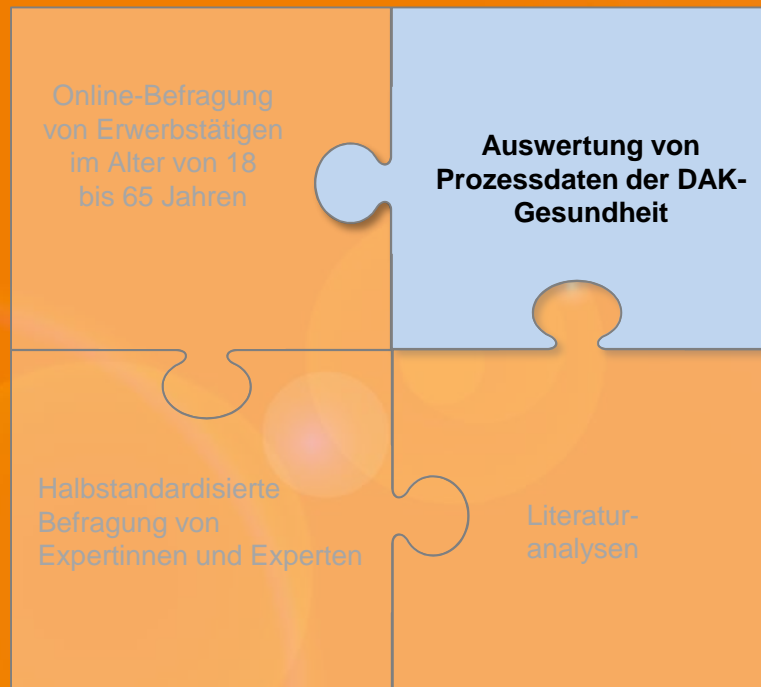 Online-Befragung
von Erwerbstätigen
im Alter von 18
bis 65 Jahren
Auswertung von
Prozessdaten der DAK-
Gesundheit
Halbstandardisierte
Befragung von
Expertinnen und Experten
Literatur-
analysen